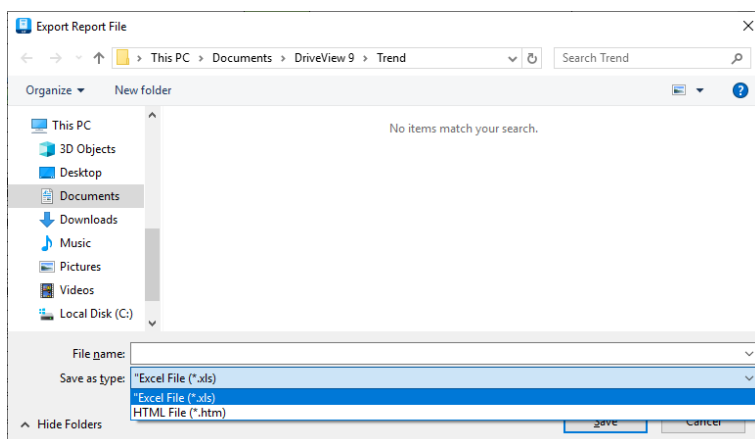 Export Report File
This PC > Documents > DriveView 9 > Trend
Search Trend
Organize
New folder
This PC
3D Objects
Desktop
Documents
Downloads
Music
Pictures
Videos
Local Disk (C:)
No items match your search.
File name:
Save as type: "Excel File (*.xls)
"Excel File (*.xls)
HTML File (*.htm)
Hide Folders
Save
Cancel